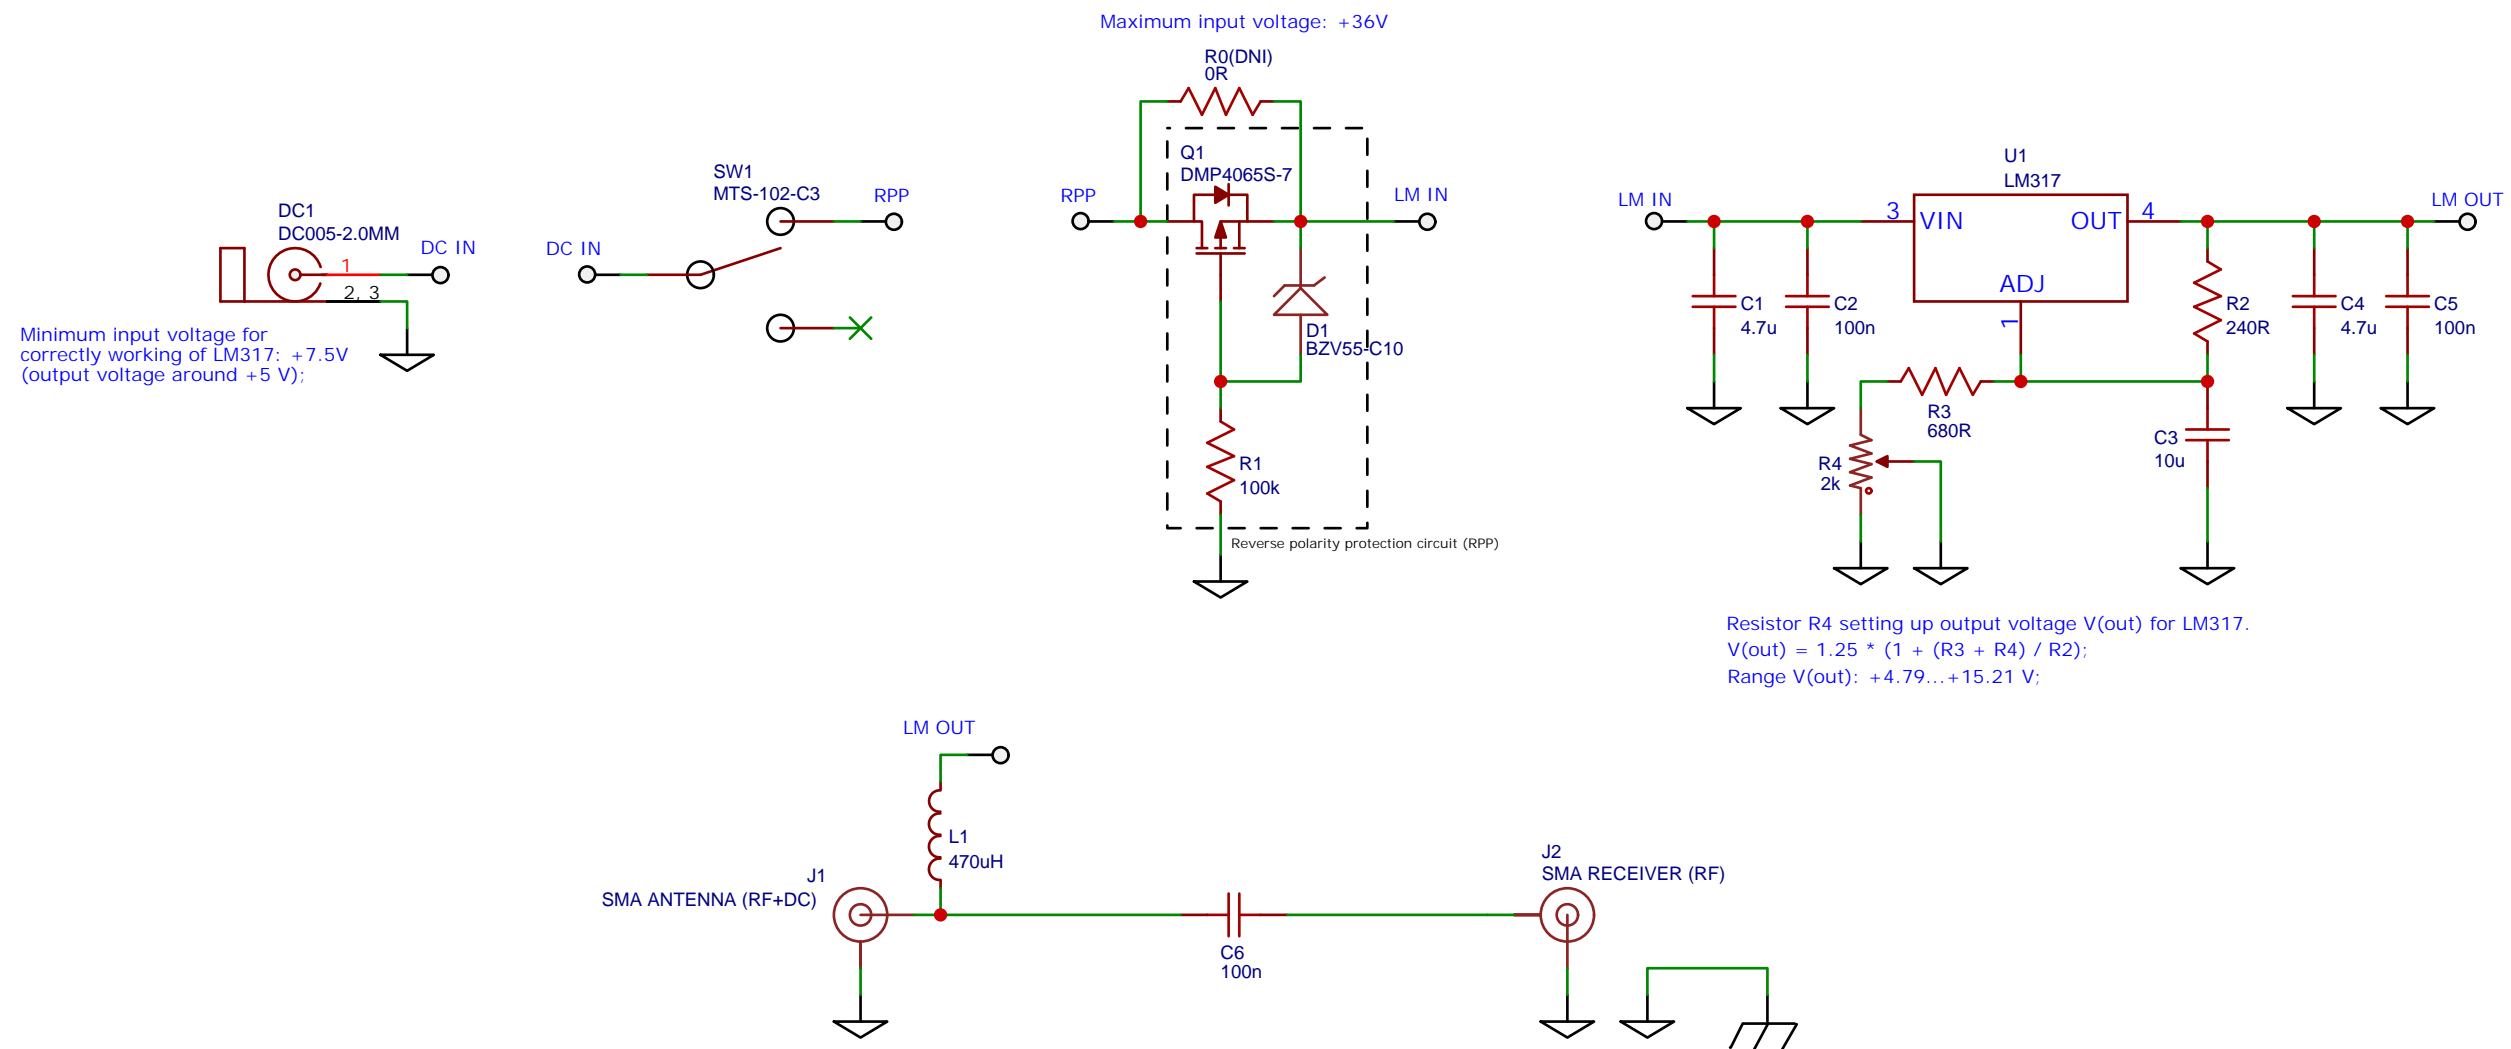 Maximum input voltage: +36V
R0(DNI)
0R
Q1
DMP4065S-7
RPP
LM IN
D1
BZV55-C10
R1
100k
Reverse polarity protection circuit (RPP)
DC1
DC005-2.0MM
DC IN
1
2, 3
Minimum input voltage for
correctly working of LM317: +7.5V
(output voltage around +5 V);
SW1
MTS-102-C3
RPP
DC IN
U1
LM317
LM IN
3
VIN
OUT
4
LM OUT
ADJ
1
C1
4.7u
C2
100n
R2
240R
C4
4.7u
C5
100n
R3
680R
R4
2k
C3
10u
Resistor R4 setting up output voltage V(out) for LM317.
V(out) = 1.25 * (1 + (R3 + R4) / R2);
Range V(out): +4.79...+15.21 V;
LM OUT
L1
470uH
J1
SMA ANTENNA (RF+DC)
C6
100n
J2
SMA RECEIVER (RF)